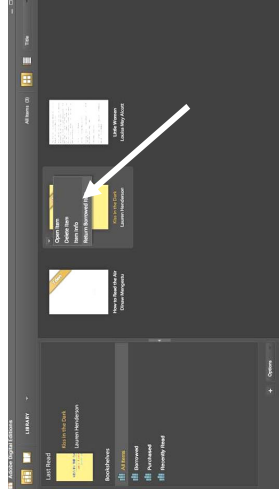 Adobe Digital Editions
LIBRARY
All items (3)
Title
Last Read
Kiss in the Dark
Lauren Henderson
Bookshelves
All items
Borrowed
Purchased
Recently Read
Options
How to Read the Air
Dinaw Mengestu
Open Item
Delete Item
Item Info
Return Borrowed
Kiss in the Dark
Lauren Henderson
Little Women
Louisa May Alcott